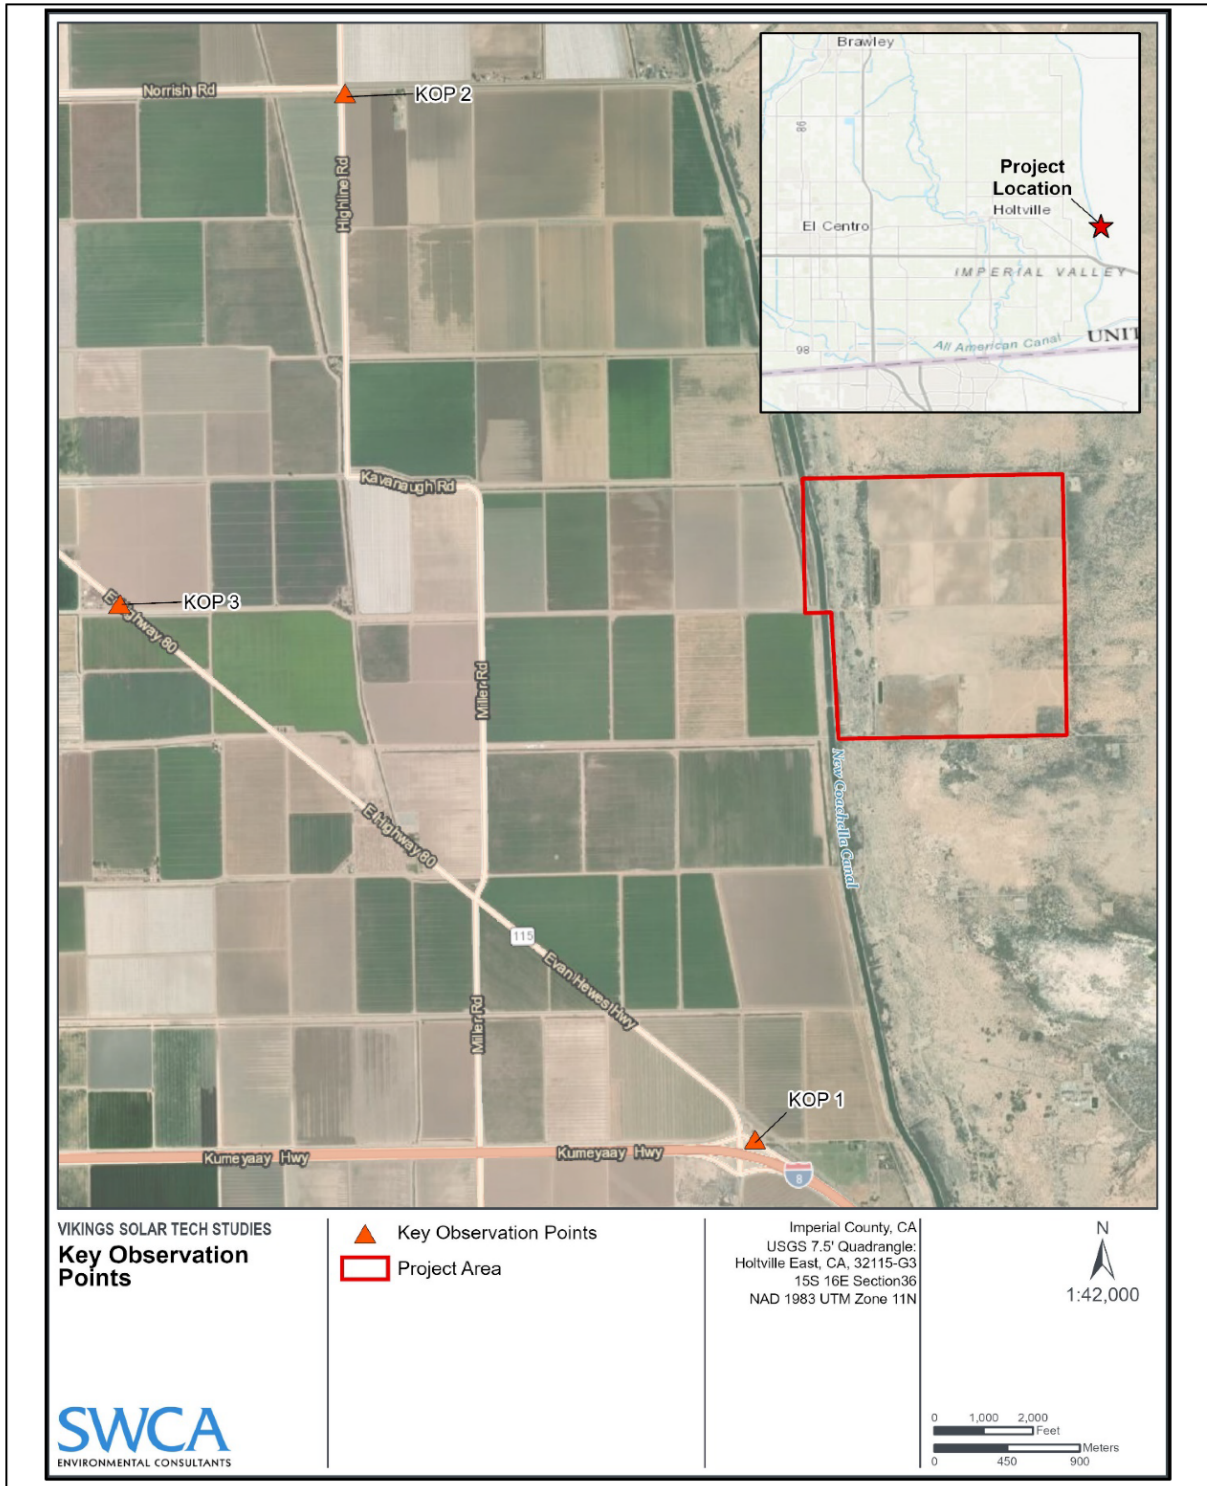 Brawley
86
Project
Location
Holtville
El Centro
IMPERIAL VALLEY
All American Canal
UNIT
98
Norrish Rd
KOP 2
Highline Rd
Kavanaugh Rd
E Highway 80
KOP 3
Miller Rd
New Coachella Canal
E Highway 80
115
Evan Hewes Hwy
Miller Rd
KOP 1
Kumeyaay Hwy
Kumeyaay Hwy
8
VIKINGS SOLAR TECH STUDIES
Key Observation
Points
Key Observation Points
Project Area
Imperial County, CA
USGS 7.5' Quadrangle:
Holtville East, CA, 32115-G3
15S 16E Section36
NAD 1983 UTM Zone 11N
N
1:42,000
0 1,000 2,000
Feet
Meters
0 450 900
SWCA
ENVIRONMENTAL CONSULTANTS